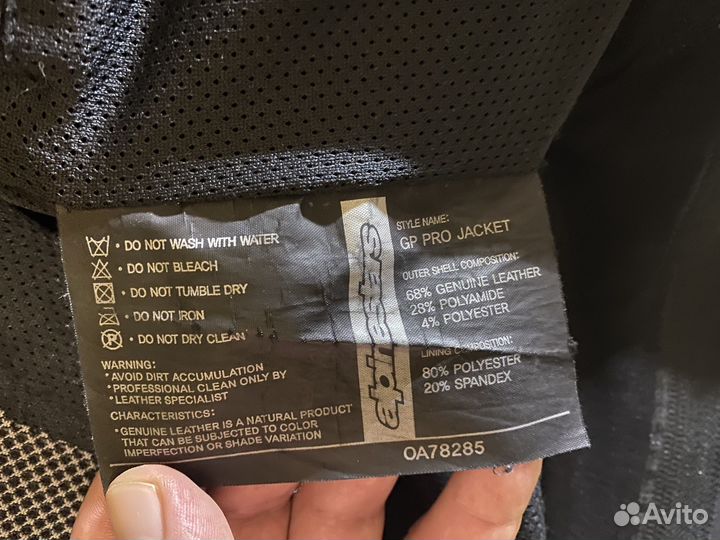 • DO NOT WASH WITH WATER
• DO NOT BLEACH
• DO NOT TUMBLE DRY
• DO NOT IRON
• DO NOT DRY CLEAN
WARNING:
• AVOID DIRT ACCUMULATION
• PROFESSIONAL CLEAN ONLY BY
• LEATHER SPECIALIST
CHARACTERISTICS:
• GENUINE LEATHER IS A NATURAL PRODUCT
THAT CAN BE SUBJECTED TO COLOR
IMPERFECTION OR SHADE VARIATION
alpinestars
STYLE NAME:
GP PRO JACKET
OUTER SHELL COMPOSITION:
68% GENUINE LEATHER
28% POLYAMIDE
4% POLYESTER
LINING COMPOSITION:
80% POLYESTER
20% SPANDEX
OA78285
Avito